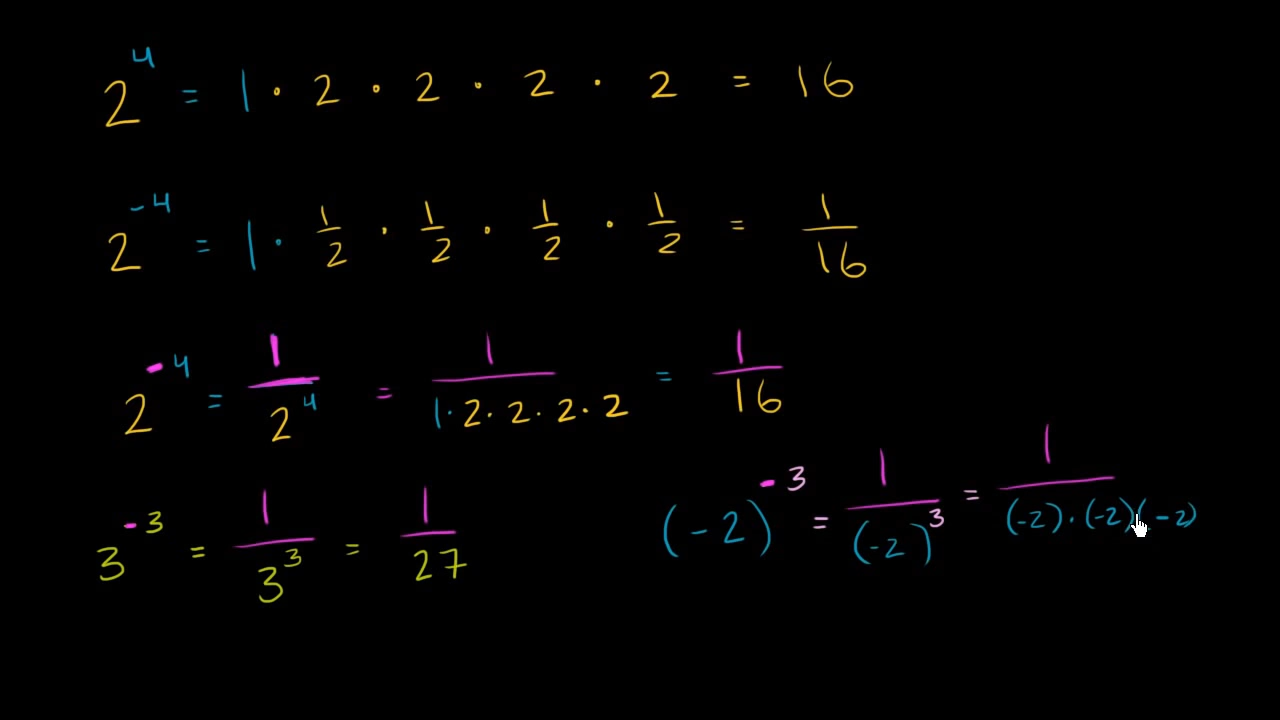 2^4 = 1 · 2 · 2 · 2 · 2 = 16
2^-4 = 1 · 1/2 · 1/2 · 1/2 · 1/2 = 1/16
2^-4 = 1/2^4 = 1/(1·2·2·2·2) = 1/16
3^-3 = 1/3^3 = 1/27
(-2)^-3 = 1/(-2)^3 = 1/((-2)·(-2)(-2))